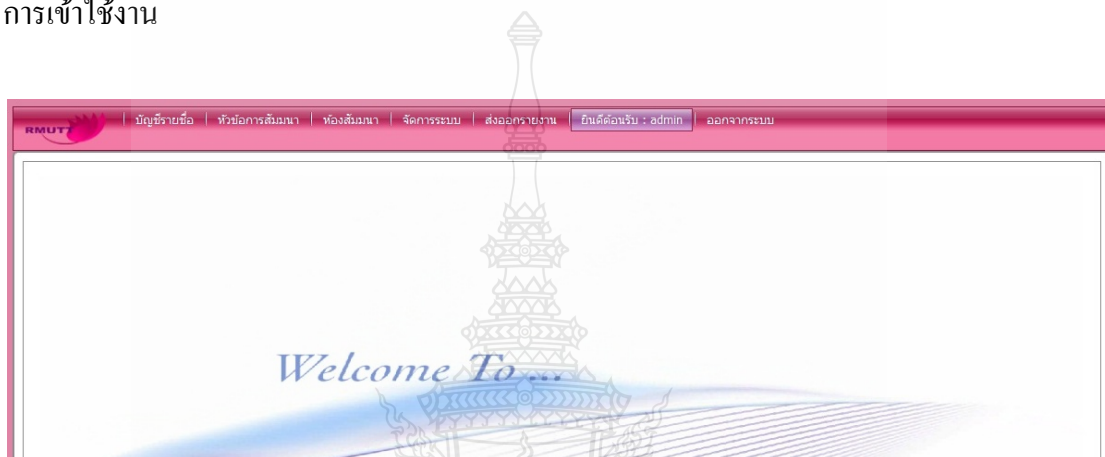 การเข้าใช้งาน
RMUTT | บัญชีรายชื่อ | หัวข้อการสัมมนา | ห้องสัมมนา | จัดการระบบ | ส่งออกรายงาน | ยินดีต้อนรับ : admin | ออกจากระบบ
Welcome To ...